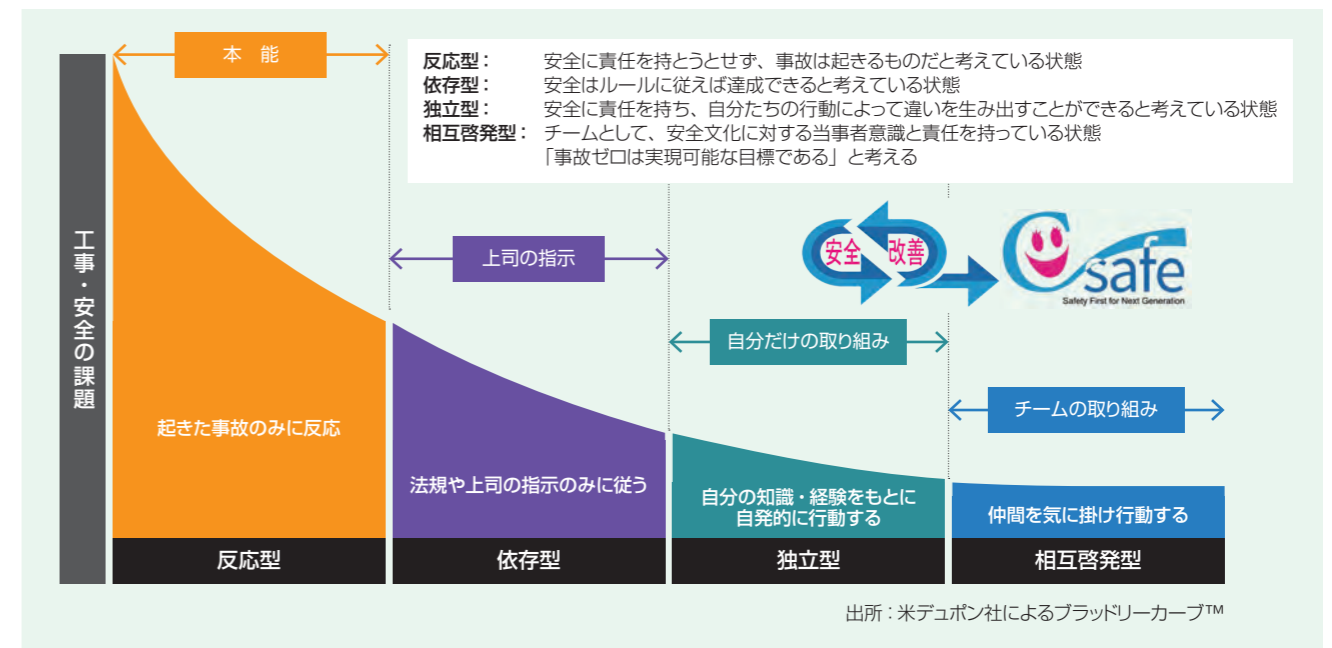 本 能
反応型： 安全に責任を持とうとせず、事故は起きるものだと考えている状態
依存型： 安全はルールに従えば達成できると考えている状態
独立型： 安全に責任を持ち、自分たちの行動によって違いを生み出すことができると考えている状態
相互啓発型： チームとして、安全文化に対する当事者意識と責任を持っている状態
「事故ゼロは実現可能な目標である」と考える
工事・安全の課題
上司の指示
安全 改善
safe
Safety First for Next Generation
自分だけの取り組み
チームの取り組み
起きた事故のみに反応
法規や上司の指示のみに従う
自分の知識・経験をもとに
自発的に行動する
仲間を気に掛け行動する
反応型
依存型
独立型
相互啓発型
出所：米デュポン社によるブラッドリーカーブ™